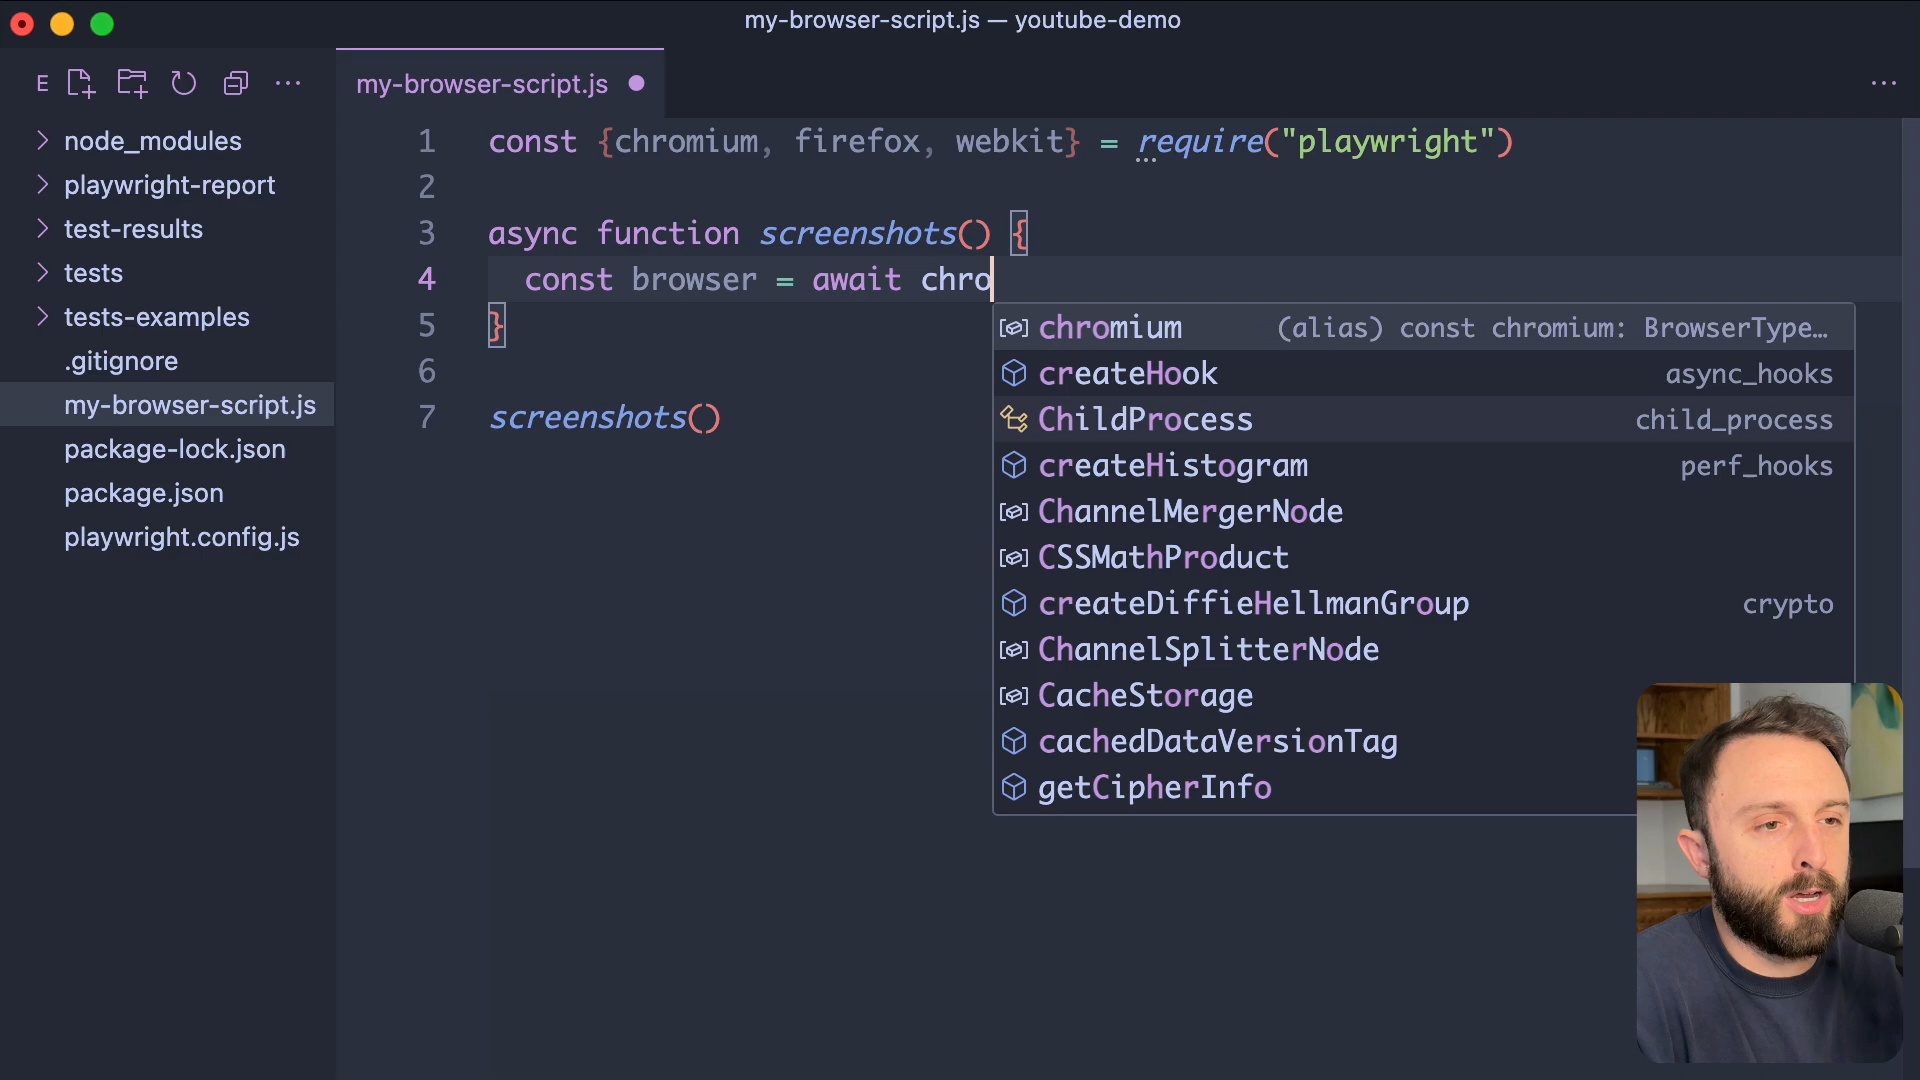 my-browser-script.js — youtube-demo
E
my-browser-script.js
node_modules
playwright-report
test-results
tests
tests-examples
.gitignore
my-browser-script.js
package-lock.json
package.json
playwright.config.js
1 const {chromium, firefox, webkit} = require("playwright")
2
3 async function screenshots() {
4 const browser = await chro
5 }
6
7 screenshots()
chromium (alias) const chromium: BrowserType…
createHook async_hooks
ChildProcess child_process
createHistogram perf_hooks
ChannelMergerNode
CSSMathProduct
createDiffieHellmanGroup crypto
ChannelSplitterNode
CacheStorage
cachedDataVersionTag
getCipherInfo